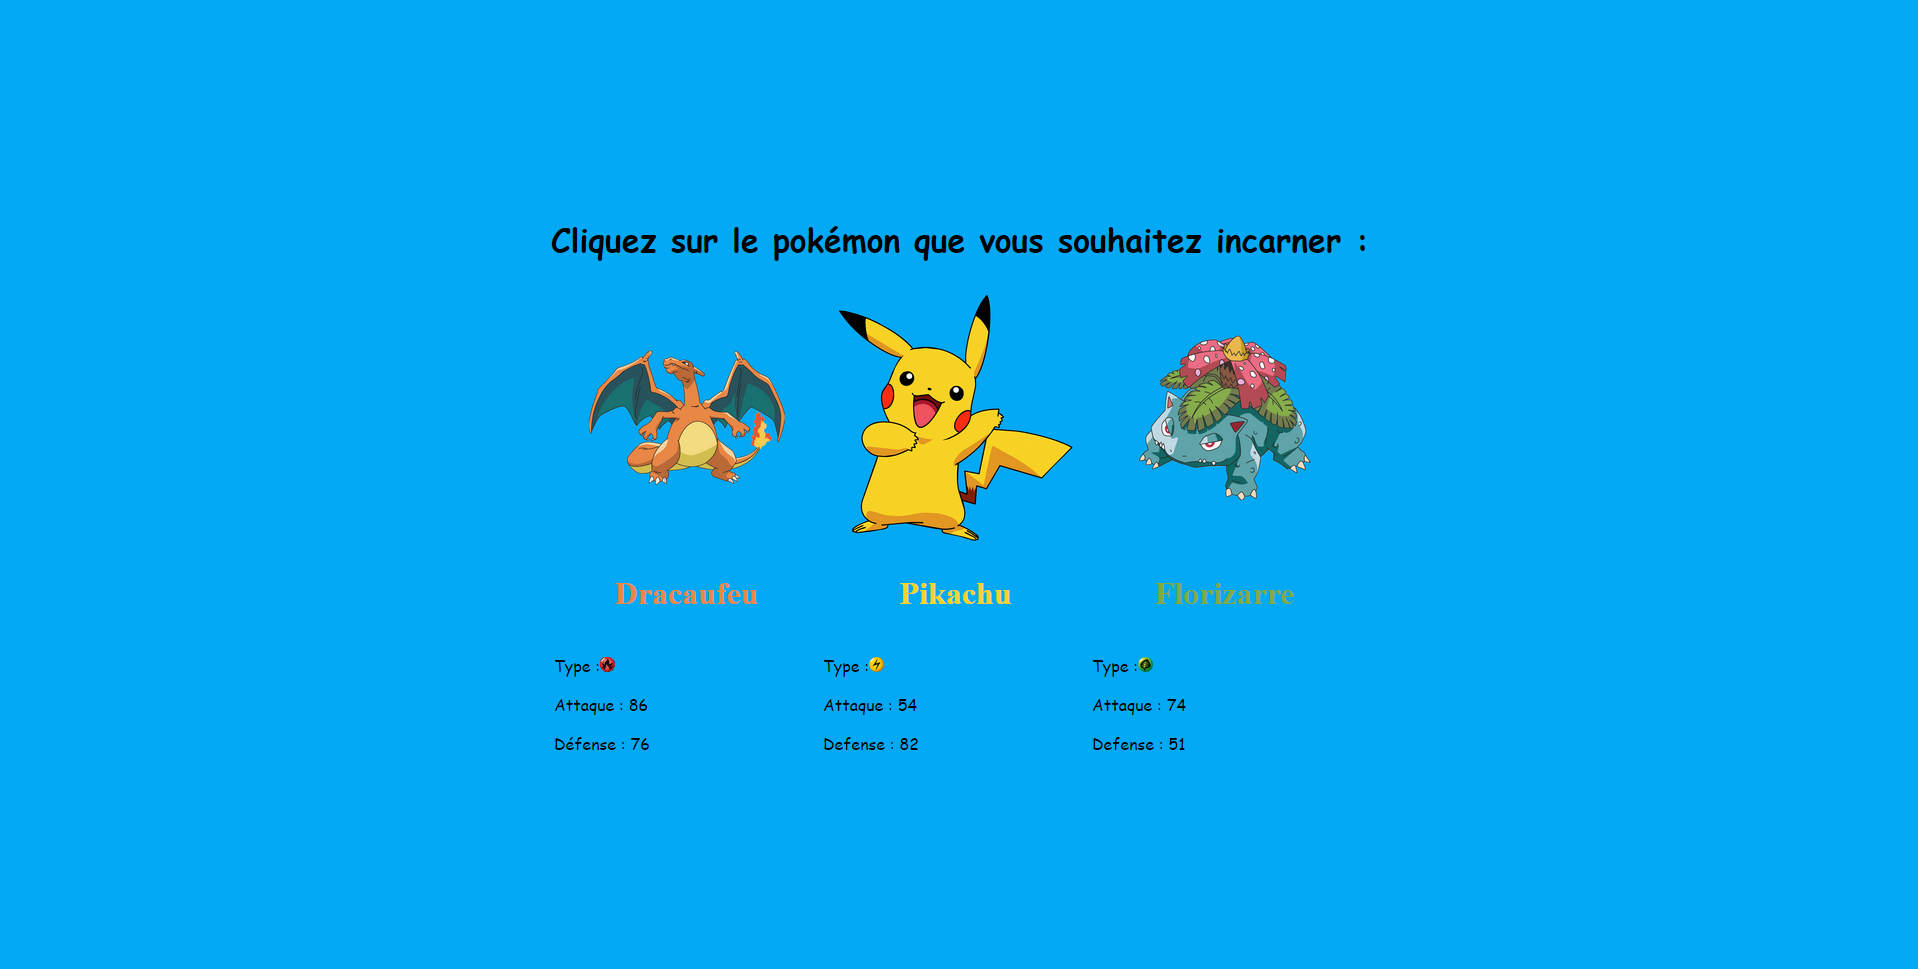 Cliquez sur le pokémon que vous souhaitez incarner :
Dracaufeu Pikachu Florizarre
Type : Type : Type :
Attaque : 86 Attaque : 54 Attaque : 74
Défense : 76 Defense : 82 Defense : 51